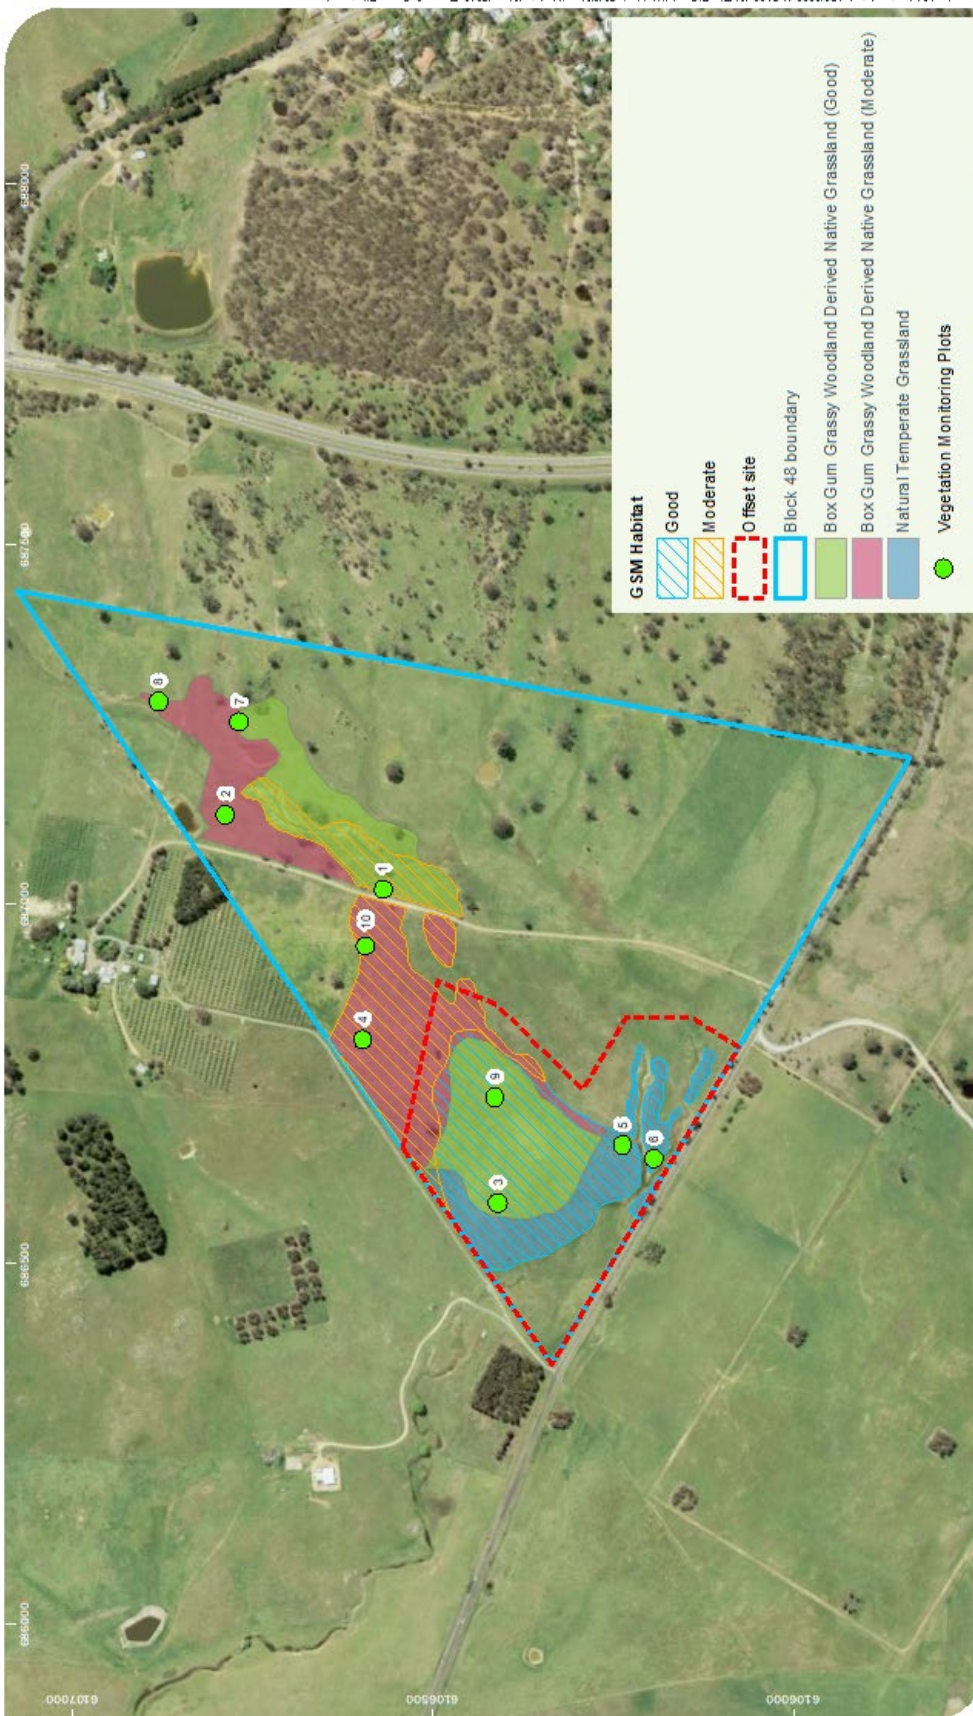 GSM Habitat
Good
Moderate
Offset site
Block 48 boundary
Box Gum Grassy Woodland Derived Native Grassland (Good)
Box Gum Grassy Woodland Derived Native Grassland (Moderate)
Natural Temperate Grassland
Vegetation Monitoring Plots
686000
686500
687000
687500
688000
6107000
6106500
6106000
1
2
3
4
5
6
7
8
9
10